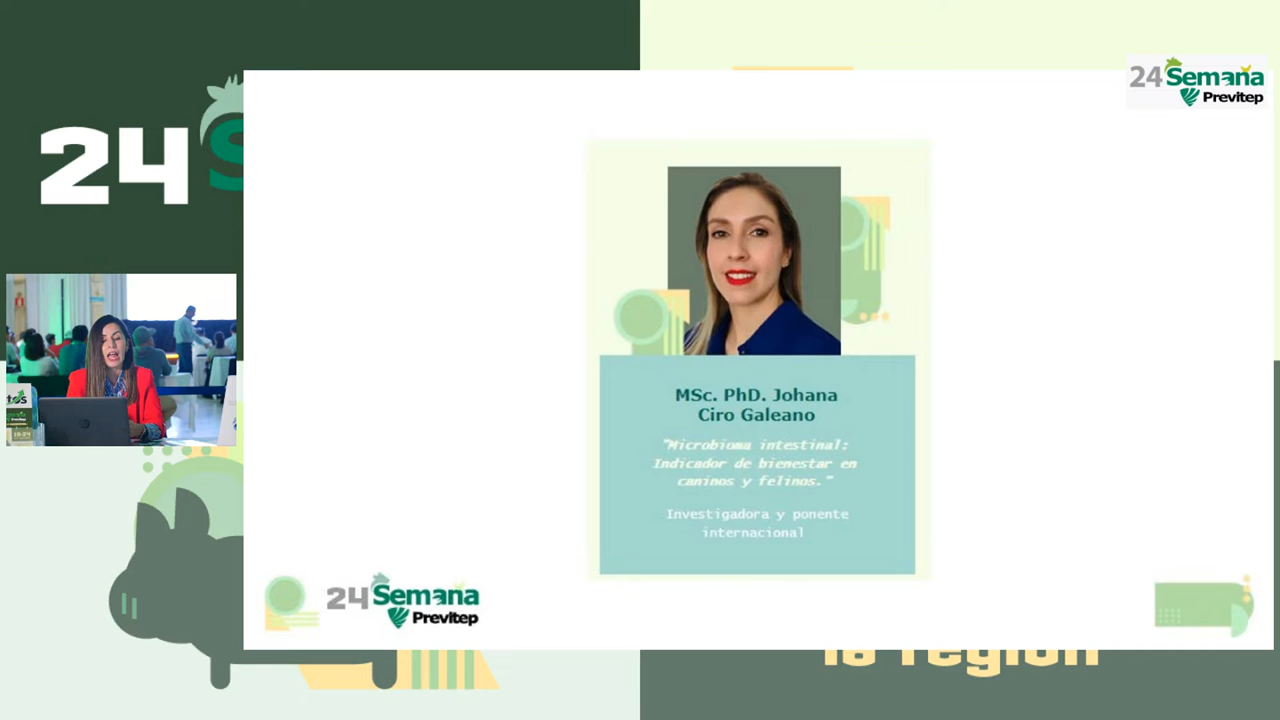 24
24 Semana
Previtep
MSc. PhD. Johana
Ciro Galeano
"Microbioma intestinal:
Indicador de bienestar en
caninos y felinos."
Investigadora y ponente
internacional
24 Semana
Previtep
la región